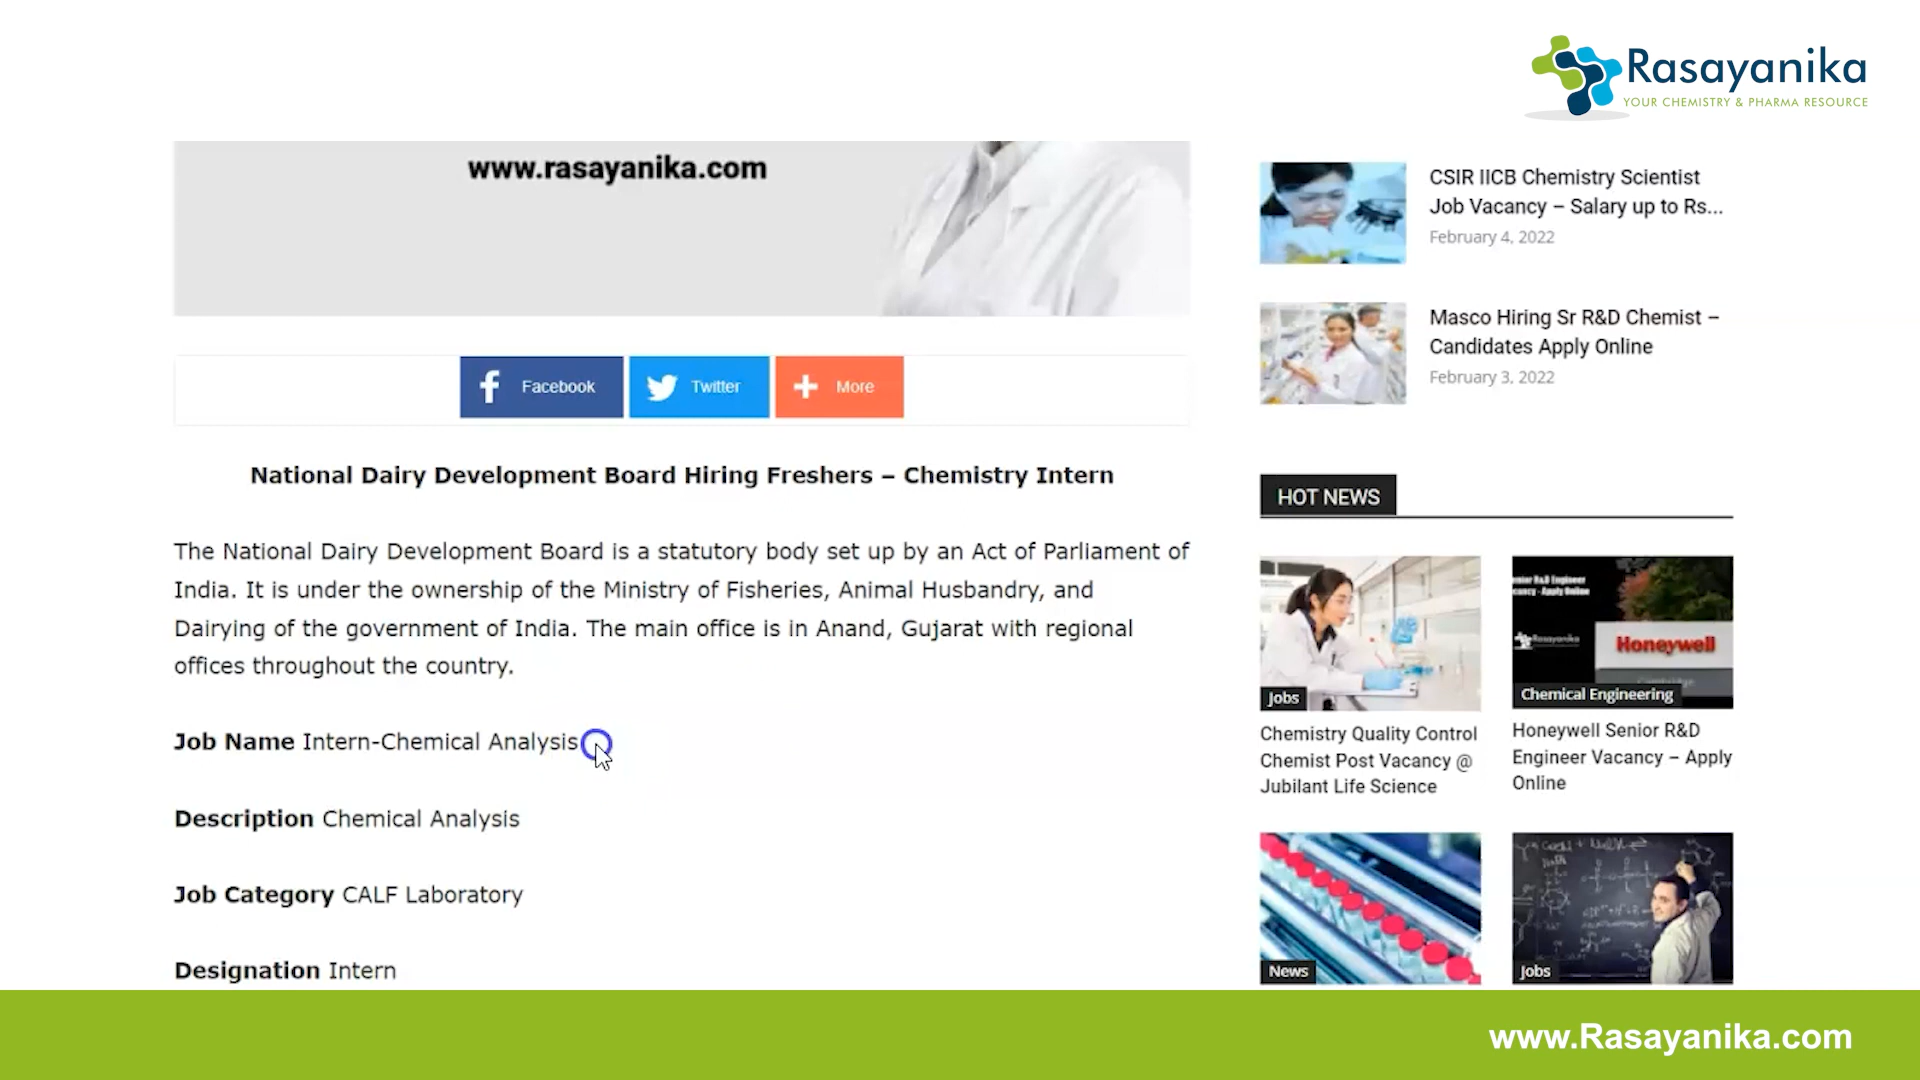 Rasayanika
YOUR CHEMISTRY & PHARMA RESOURCE
www.rasayanika.com
Facebook
Twitter
More
National Dairy Development Board Hiring Freshers – Chemistry Intern
The National Dairy Development Board is a statutory body set up by an Act of Parliament of
India. It is under the ownership of the Ministry of Fisheries, Animal Husbandry, and
Dairying of the government of India. The main office is in Anand, Gujarat with regional
offices throughout the country.
Job Name Intern-Chemical Analysis
Description Chemical Analysis
Job Category CALF Laboratory
Designation Intern
CSIR IICB Chemistry Scientist
Job Vacancy – Salary up to Rs...
February 4, 2022
Masco Hiring Sr R&D Chemist –
Candidates Apply Online
February 3, 2022
HOT NEWS
Jobs
Chemistry Quality Control
Chemist Post Vacancy @
Jubilant Life Science
Rasayanika
Honeywell
Chemical Engineering
Honeywell Senior R&D
Engineer Vacancy – Apply
Online
News
Jobs
www.Rasayanika.com